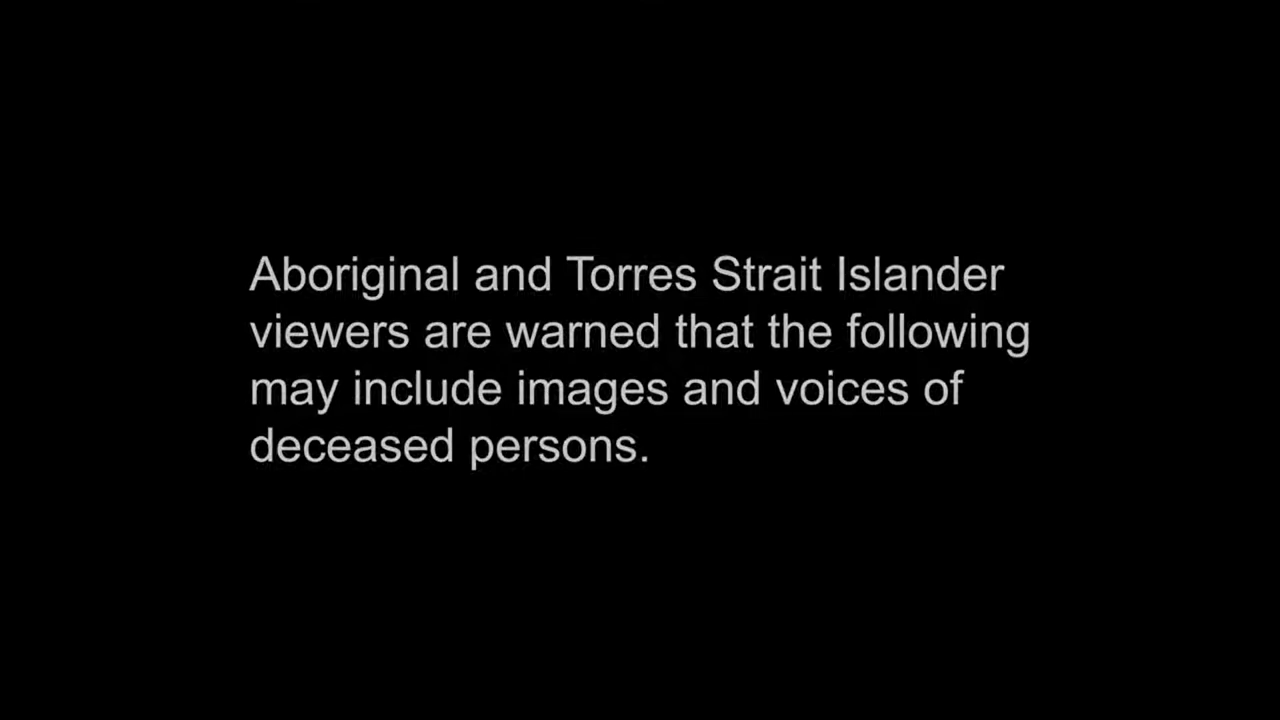 Aboriginal and Torres Strait Islander
viewers are warned that the following
may include images and voices of
deceased persons.